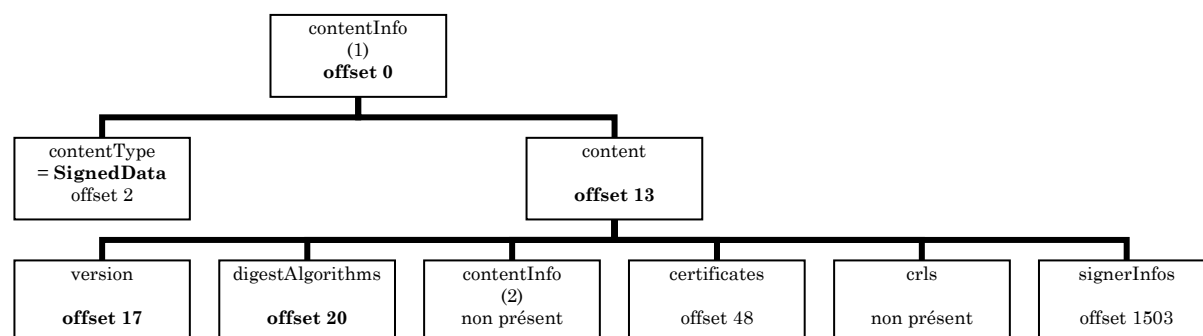 contentInfo
(1)
offset 0
contentType
= SignedData
offset 2
content
offset 13
version
offset 17
digestAlgorithms
offset 20
contentInfo
(2)
non présent
certificates
offset 48
crls
non présent
signerInfos
offset 1503